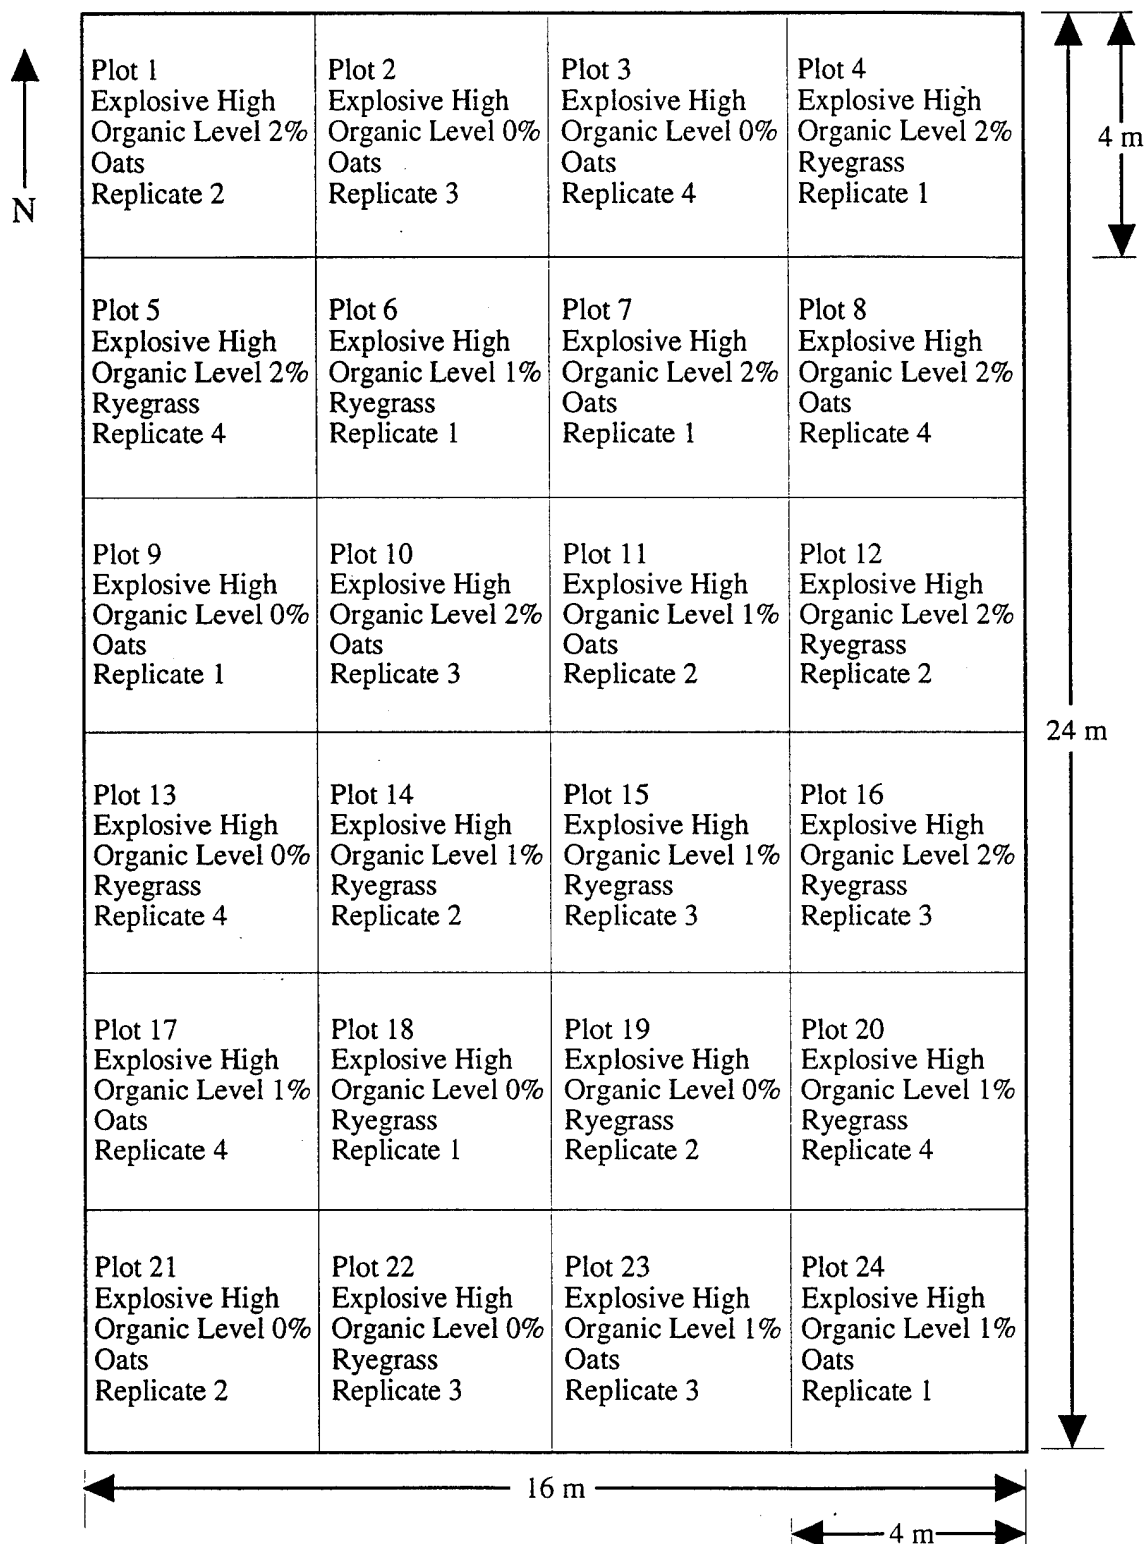 N
Plot 1
Explosive High
Organic Level 2%
Oats
Replicate 2
Plot 2
Explosive High
Organic Level 0%
Oats
Replicate 3
Plot 3
Explosive High
Organic Level 0%
Oats
Replicate 4
Plot 4
Explosive High
Organic Level 2%
Ryegrass
Replicate 1
4 m
Plot 5
Explosive High
Organic Level 2%
Ryegrass
Replicate 4
Plot 6
Explosive High
Organic Level 1%
Ryegrass
Replicate 1
Plot 7
Explosive High
Organic Level 2%
Oats
Replicate 1
Plot 8
Explosive High
Organic Level 2%
Oats
Replicate 4
Plot 9
Explosive High
Organic Level 0%
Oats
Replicate 1
Plot 10
Explosive High
Organic Level 2%
Oats
Replicate 3
Plot 11
Explosive High
Organic Level 1%
Oats
Replicate 2
Plot 12
Explosive High
Organic Level 2%
Ryegrass
Replicate 2
24 m
Plot 13
Explosive High
Organic Level 0%
Ryegrass
Replicate 4
Plot 14
Explosive High
Organic Level 1%
Ryegrass
Replicate 2
Plot 15
Explosive High
Organic Level 1%
Ryegrass
Replicate 3
Plot 16
Explosive High
Organic Level 2%
Ryegrass
Replicate 3
Plot 17
Explosive High
Organic Level 1%
Oats
Replicate 4
Plot 18
Explosive High
Organic Level 0%
Ryegrass
Replicate 1
Plot 19
Explosive High
Organic Level 0%
Ryegrass
Replicate 2
Plot 20
Explosive High
Organic Level 1%
Ryegrass
Replicate 4
Plot 21
Explosive High
Organic Level 0%
Oats
Replicate 2
Plot 22
Explosive High
Organic Level 0%
Ryegrass
Replicate 3
Plot 23
Explosive High
Organic Level 1%
Oats
Replicate 3
Plot 24
Explosive High
Organic Level 1%
Oats
Replicate 1
16 m
4 m